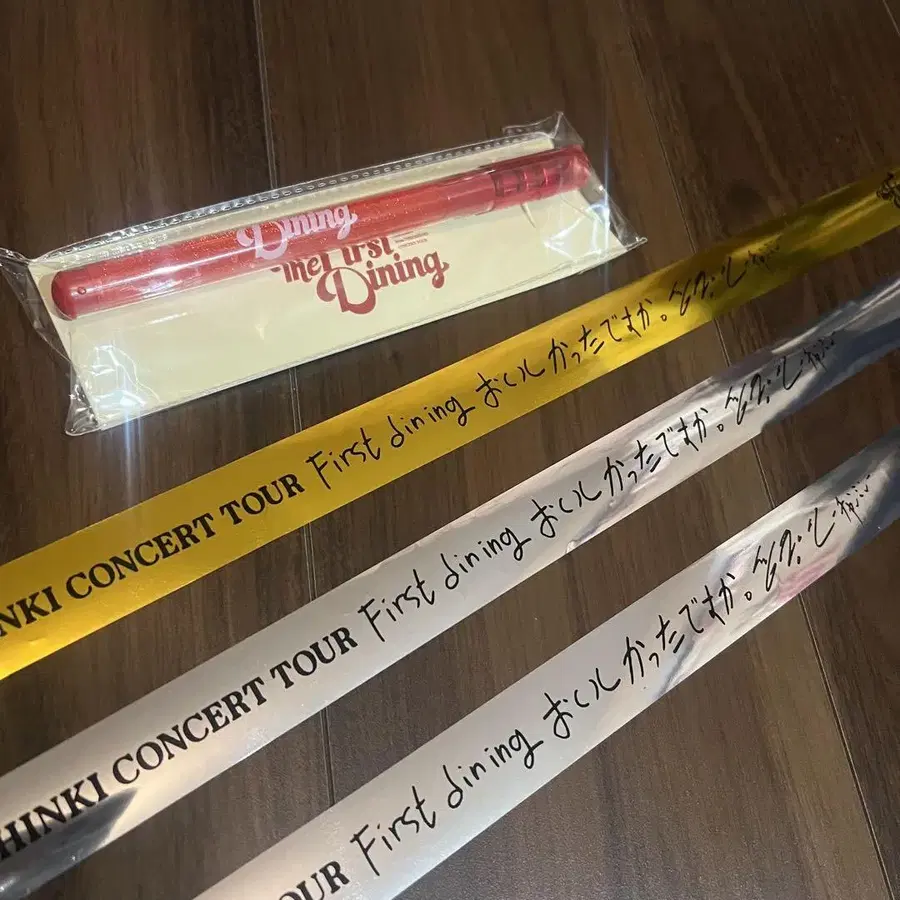 Dining
The First
Dining
NKI CONCERT TOUR First dining おいしかったですか。
HINKI CONCERT TOUR First dining おいしかったですか。
OUR First dining おいしかったですか。